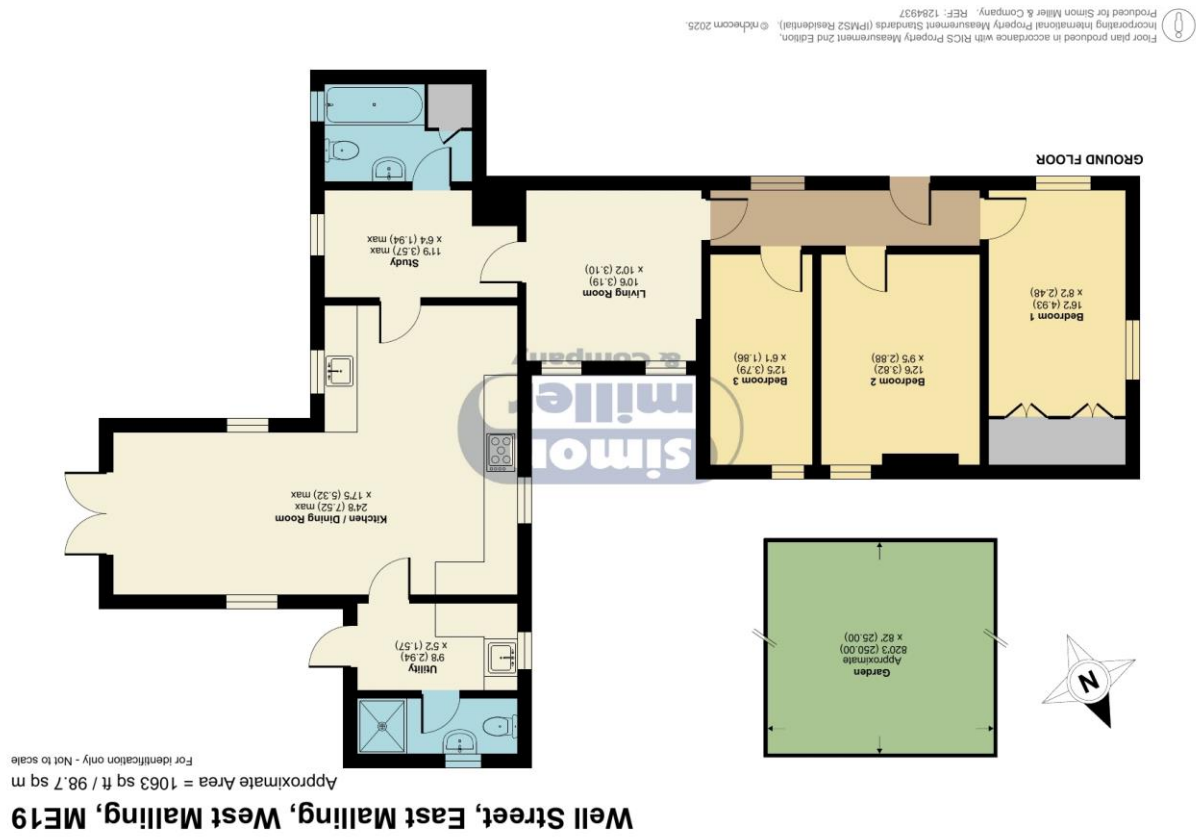 Well Street, East Malling, West Malling, ME19
Approximate Area = 1063 sq ft / 98.7 sq m
For identification only - Not to scale
Utility
9'8 (2.94)
x 5'2 (1.57)
N
Garden
Approximate
820'3 (250.00)
x 82' (25.00)
Kitchen / Dining Room
24'8 (7.52) max
x 17'5 (5.32) max
Bedroom 1
16'2 (4.93)
x 8'2 (2.48)
Bedroom 2
12'6 (3.82)
x 9'5 (2.88)
Bedroom 3
12'5 (3.79)
x 6'1 (1.86)
simon
miller
& company
Living Room
10'6 (3.19)
x 10'2 (3.10)
Study
11'9 (3.57) max
x 6'4 (1.94) max
GROUND FLOOR
Floor plan produced in accordance with RICS Property Measurement 2nd Edition,
Incorporating International Property Measurement Standards (IPMS2 Residential). © nichecom 2025.
Produced for Simon Miller & Company. REF: 1284937